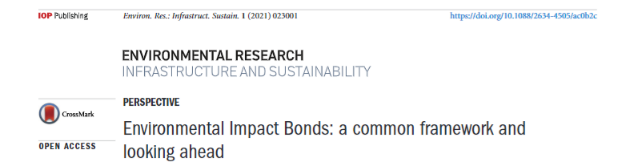 IOP Publishing Environ. Res.: Infrastruct. Sustain. 1 (2021) 023001 https://doi.org/10.1088/2634-4505/ac0b2c
ENVIRONMENTAL RESEARCH
INFRASTRUCTURE AND SUSTAINABILITY
PERSPECTIVE
CrossMark
Environmental Impact Bonds: a common framework and
OPEN ACCESS
looking ahead